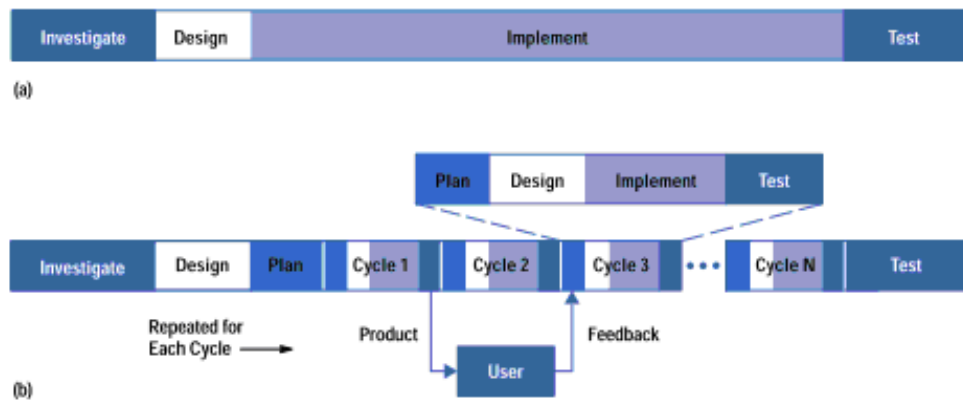 Investigate Design Implement Test
(a)
Plan Design Implement Test
Investigate Design Plan Cycle 1 Cycle 2 Cycle 3 Cycle N Test
Repeated for
Each Cycle
Product
Feedback
User
(b)